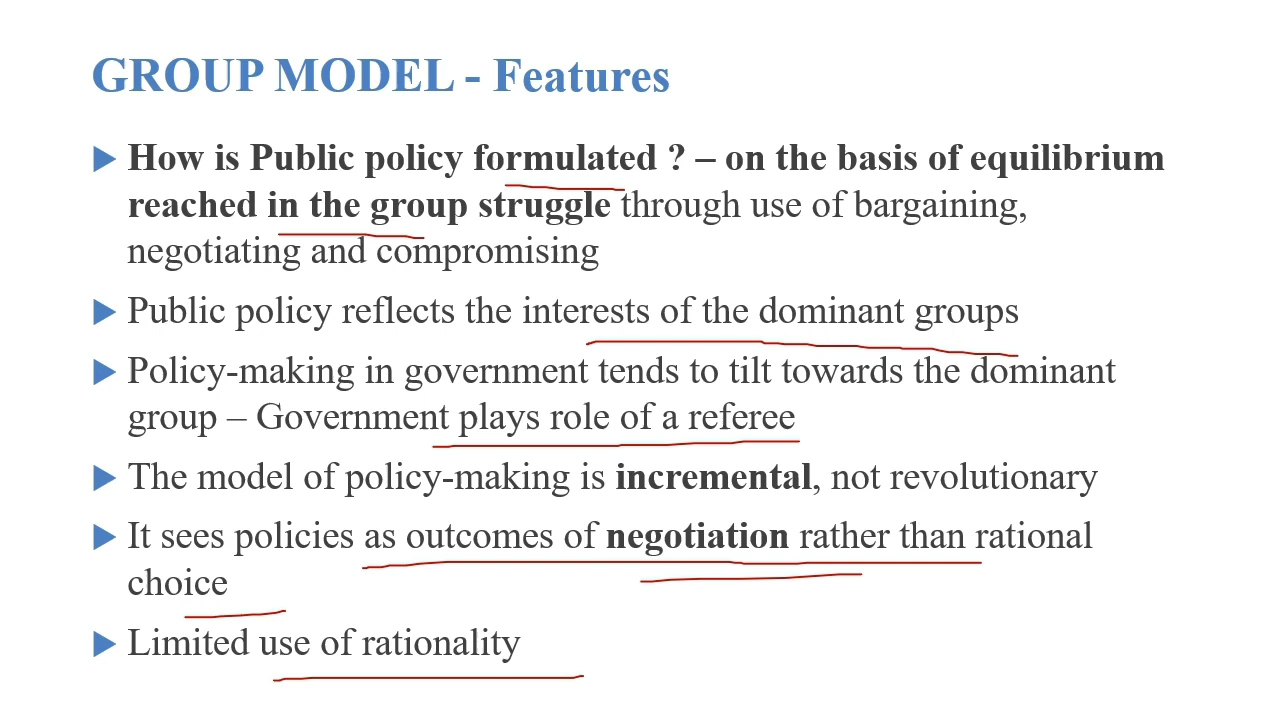 GROUP MODEL - Features
How is Public policy formulated ? – on the basis of equilibrium
reached in the group struggle through use of bargaining,
negotiating and compromising
Public policy reflects the interests of the dominant groups
Policy-making in government tends to tilt towards the dominant
group – Government plays role of a referee
The model of policy-making is incremental, not revolutionary
It sees policies as outcomes of negotiation rather than rational
choice
Limited use of rationality